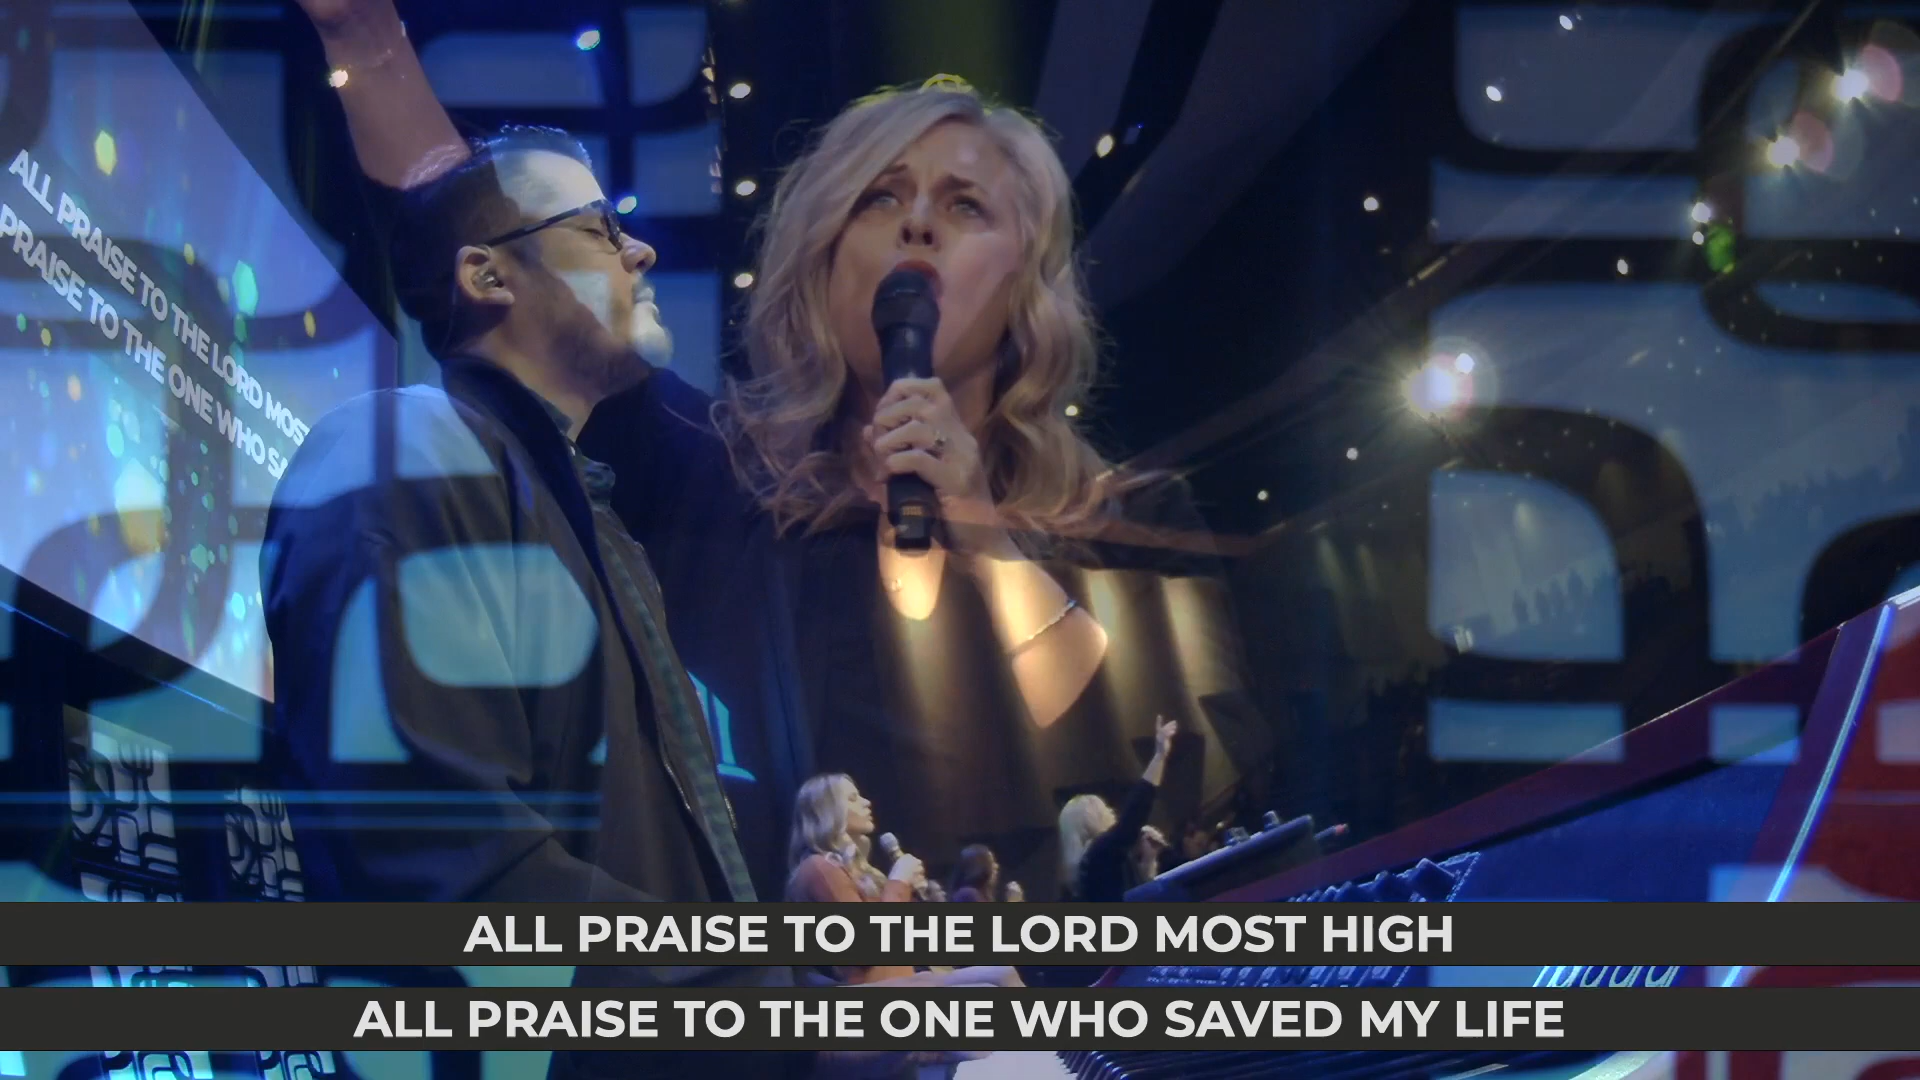 ALL PRAISE TO THE LORD MOST
PRAISE TO THE ONE WHO SA
ALL PRAISE TO THE LORD MOST HIGH
ALL PRAISE TO THE ONE WHO SAVED MY LIFE